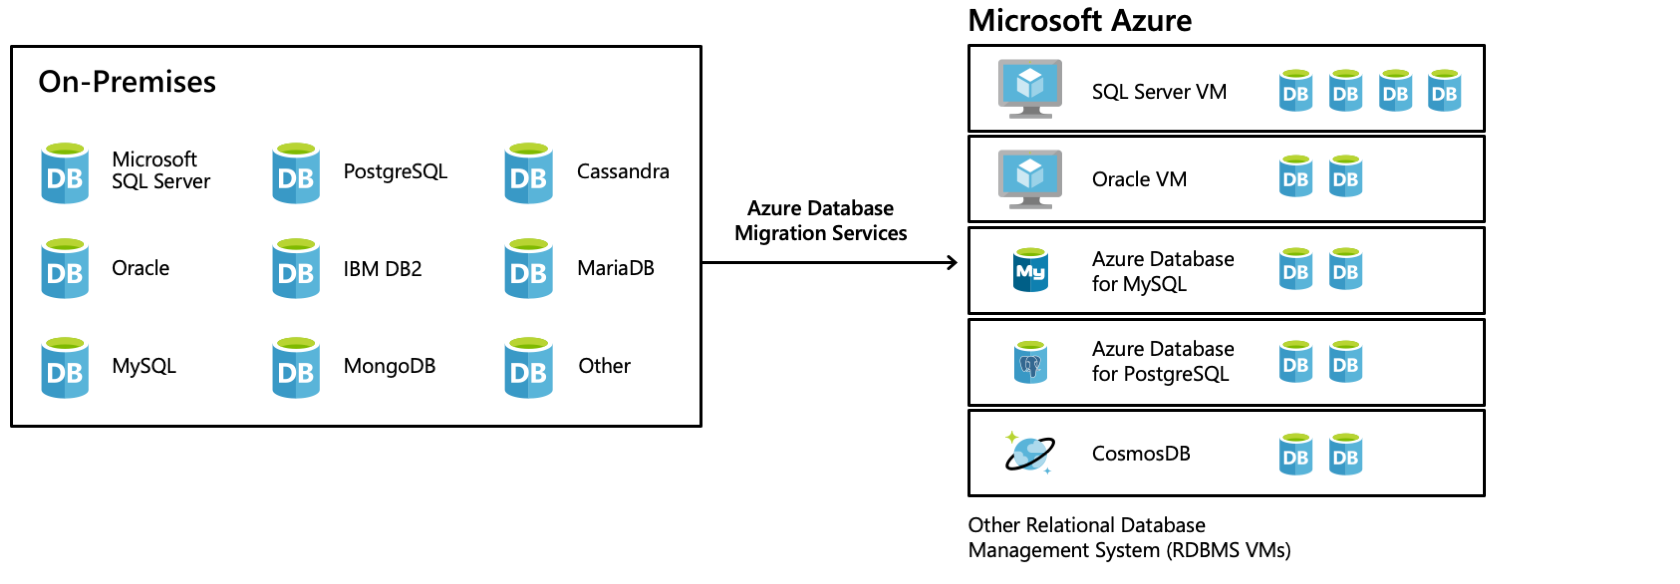 Microsoft Azure
On-Premises
DB
Microsoft
SQL Server
DB
PostgreSQL
DB
Cassandra
DB
Oracle
DB
IBM DB2
DB
MariaDB
DB
MySQL
DB
MongoDB
DB
Other
Azure Database
Migration Services
SQL Server VM
DB DB DB DB
Oracle VM
DB DB
My
Azure Database
for MySQL
DB DB
Azure Database
for PostgreSQL
DB DB
CosmosDB
DB DB
Other Relational Database
Management System (RDBMS VMs)